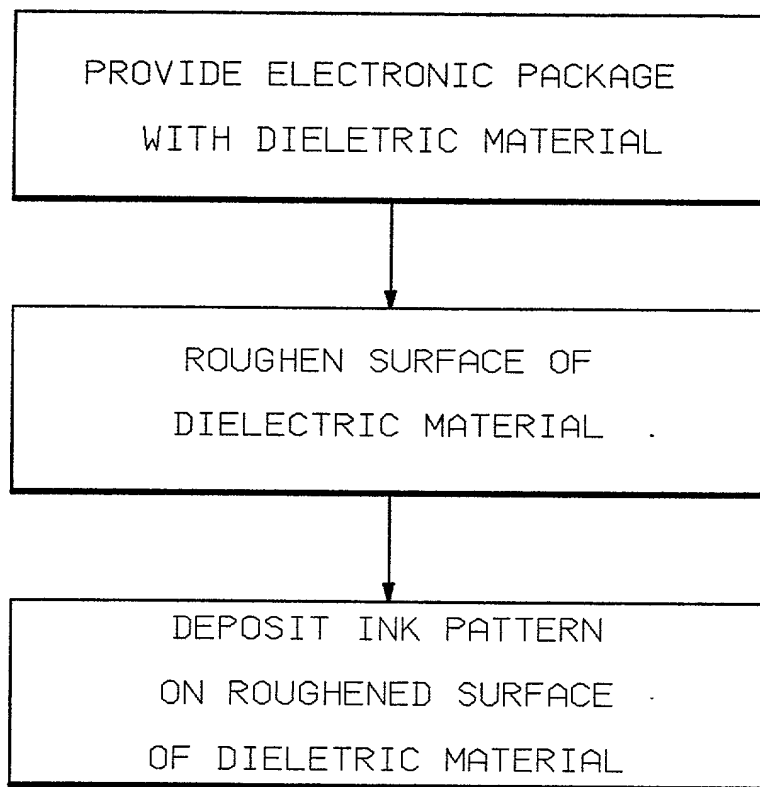 PROVIDE ELECTRONIC PACKAGE
WITH DIELETRIC MATERIAL
ROUGHEN SURFACE OF
DIELECTRIC MATERIAL
DEPOSIT INK PATTERN
ON ROUGHENED SURFACE
OF DIELETRIC MATERIAL